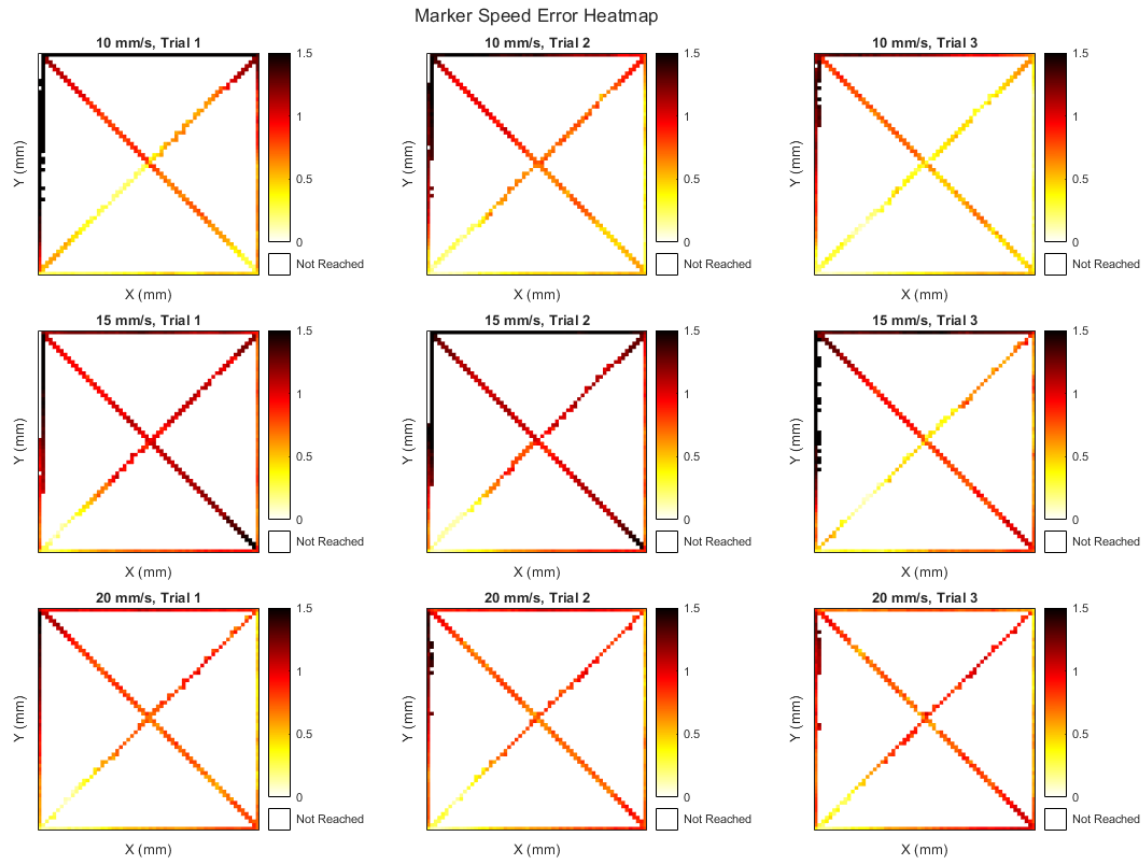 Marker Speed Error Heatmap
10 mm/s, Trial 1
Y (mm)
1.5
1
0.5
0
Not Reached
X (mm)
10 mm/s, Trial 2
Y (mm)
1.5
1
0.5
0
Not Reached
X (mm)
10 mm/s, Trial 3
Y (mm)
1.5
1
0.5
0
Not Reached
X (mm)
15 mm/s, Trial 1
Y (mm)
1.5
1
0.5
0
Not Reached
X (mm)
15 mm/s, Trial 2
Y (mm)
1.5
1
0.5
0
Not Reached
X (mm)
15 mm/s, Trial 3
Y (mm)
1.5
1
0.5
0
Not Reached
X (mm)
20 mm/s, Trial 1
Y (mm)
1.5
1
0.5
0
Not Reached
X (mm)
20 mm/s, Trial 2
Y (mm)
1.5
1
0.5
0
Not Reached
X (mm)
20 mm/s, Trial 3
Y (mm)
1.5
1
0.5
0
Not Reached
X (mm)